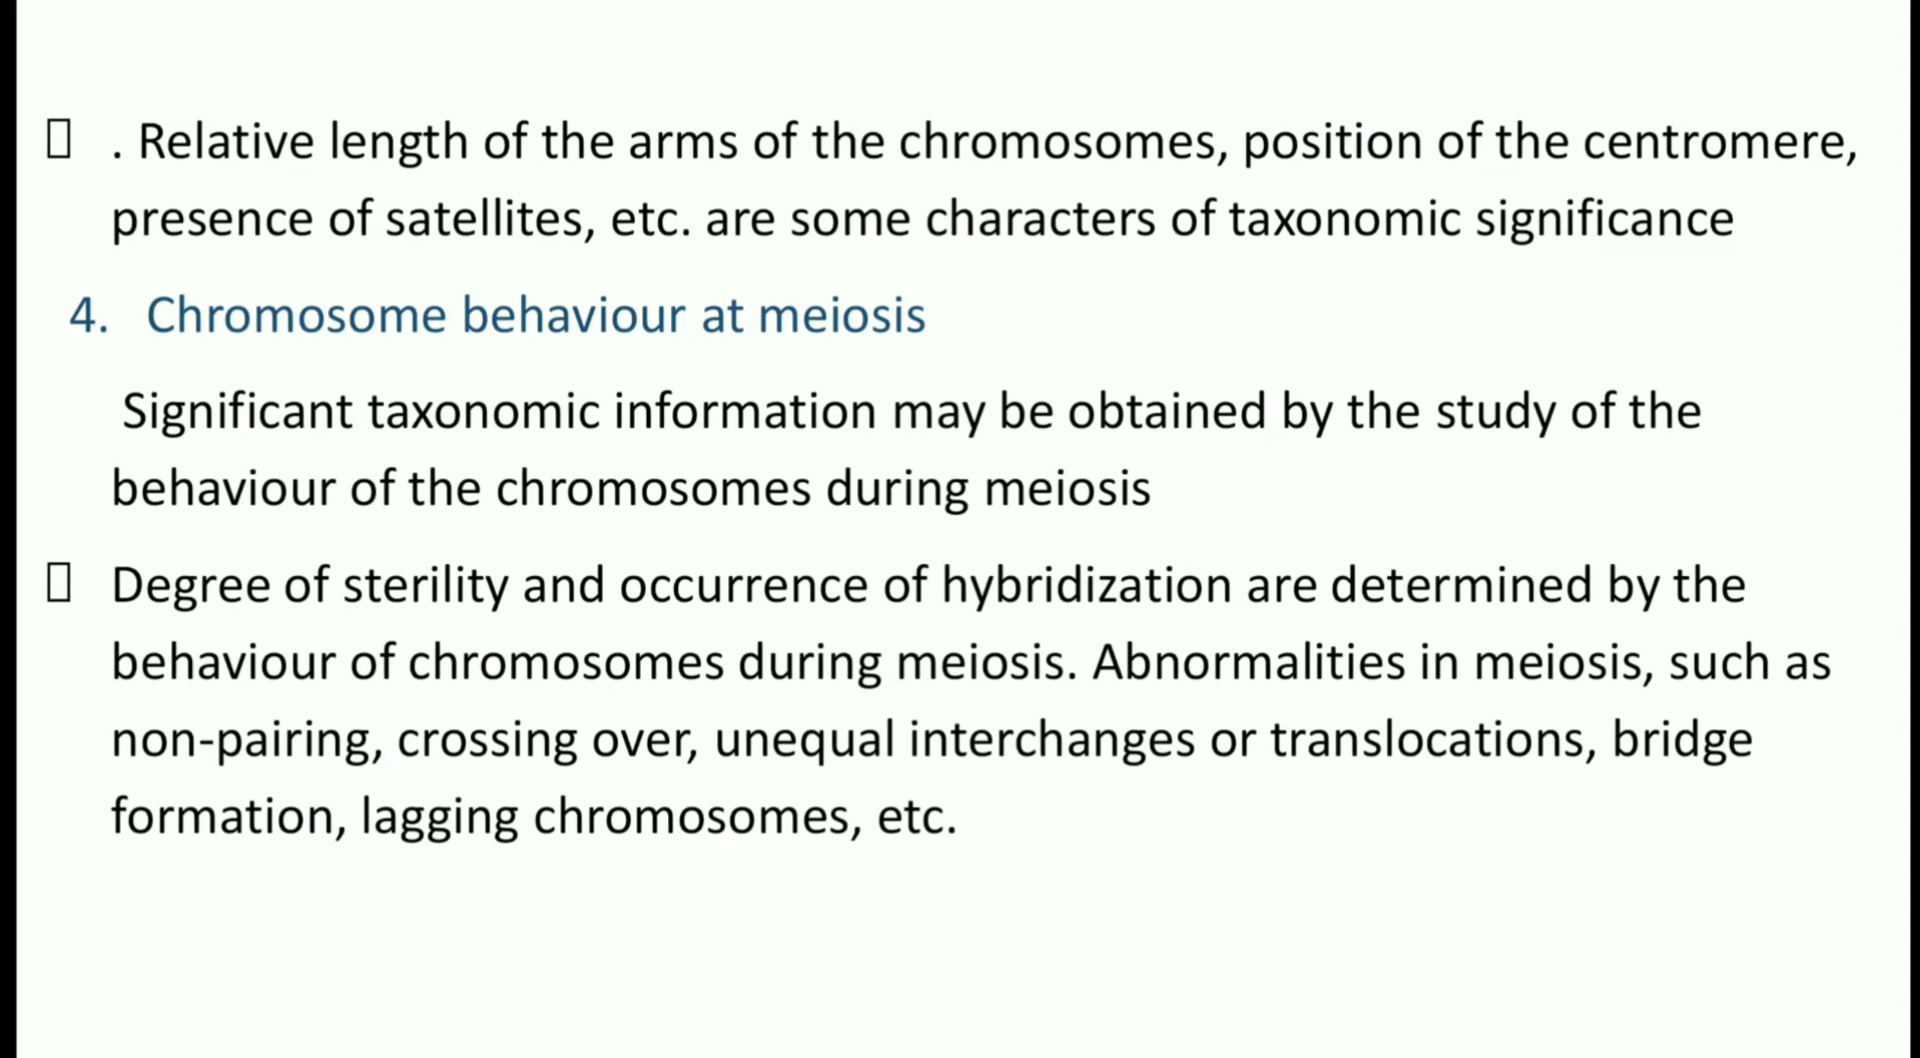 . Relative length of the arms of the chromosomes, position of the centromere,
presence of satellites, etc. are some characters of taxonomic significance
4. Chromosome behaviour at meiosis
Significant taxonomic information may be obtained by the study of the
behaviour of the chromosomes during meiosis
Degree of sterility and occurrence of hybridization are determined by the
behaviour of chromosomes during meiosis. Abnormalities in meiosis, such as
non-pairing, crossing over, unequal interchanges or translocations, bridge
formation, lagging chromosomes, etc.